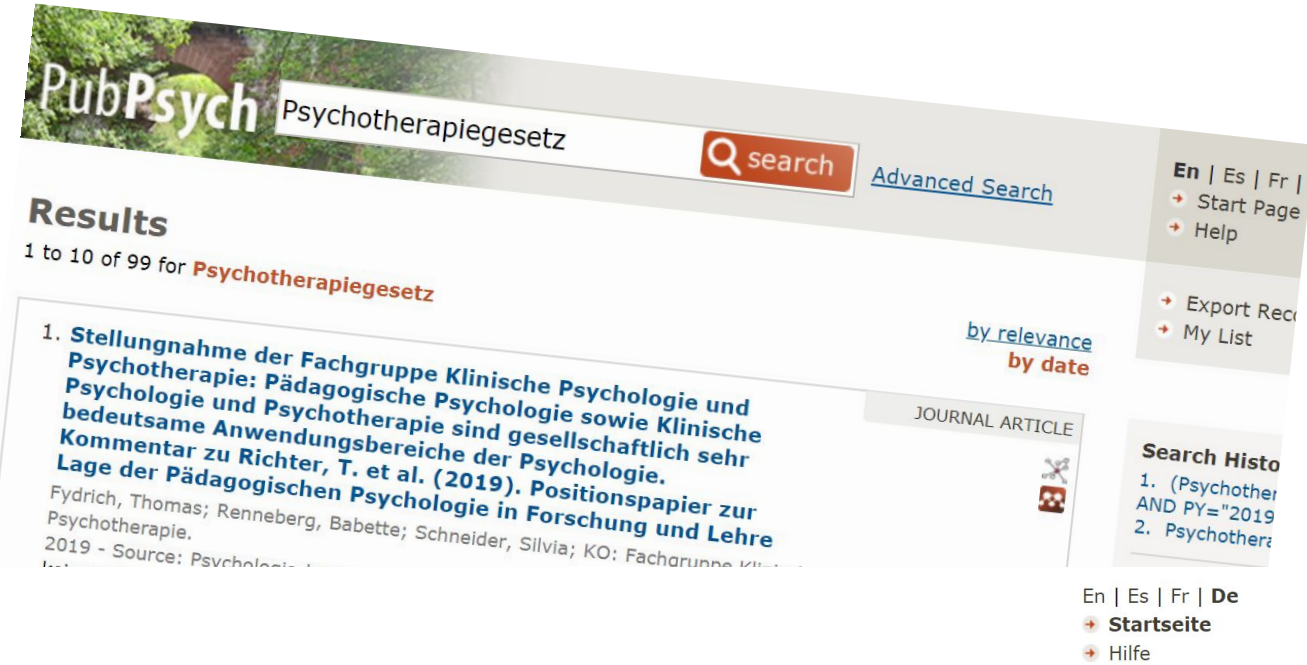 PubPsych
Psychotherapiegesetz
search
Advanced Search
En | Es | Fr |
Start Page
Help
Export
My List
Results
1 to 10 of 99 for Psychotherapiegesetz
by relevance
by date
JOURNAL ARTICLE
1. Stellungnahme der Fachgruppe Klinische Psychologie und
Psychotherapie: Pädagogische Psychologie sowie Klinische
Psychologie und Psychotherapie sind gesellschaftlich sehr
bedeutsame Anwendungsbereiche der Psychologie.
Kommentar zu Richter, T. et al. (2019). Positionspapier zur
Lage der Pädagogischen Psychologie in Forschung und Lehre
Fydrich, Thomas; Renneberg, Babette; Schneider, Silvia; KO: Fachgruppe
Psychotherapie.
2019 - Source:
Search
1.
AND PY="2019
2.
En | Es | Fr | De
Startseite
Hilfe